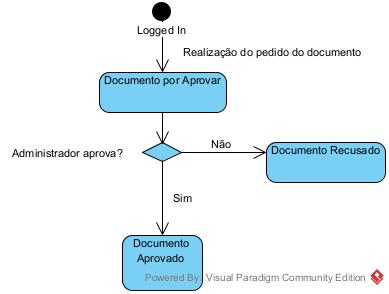 Logged In
Realização do pedido do documento
Documento por Aprovar
Administrador aprova?
Não
Documento Recusado
Sim
Documento
Aprovado
Powered By: Visual Paradigm Community Edition